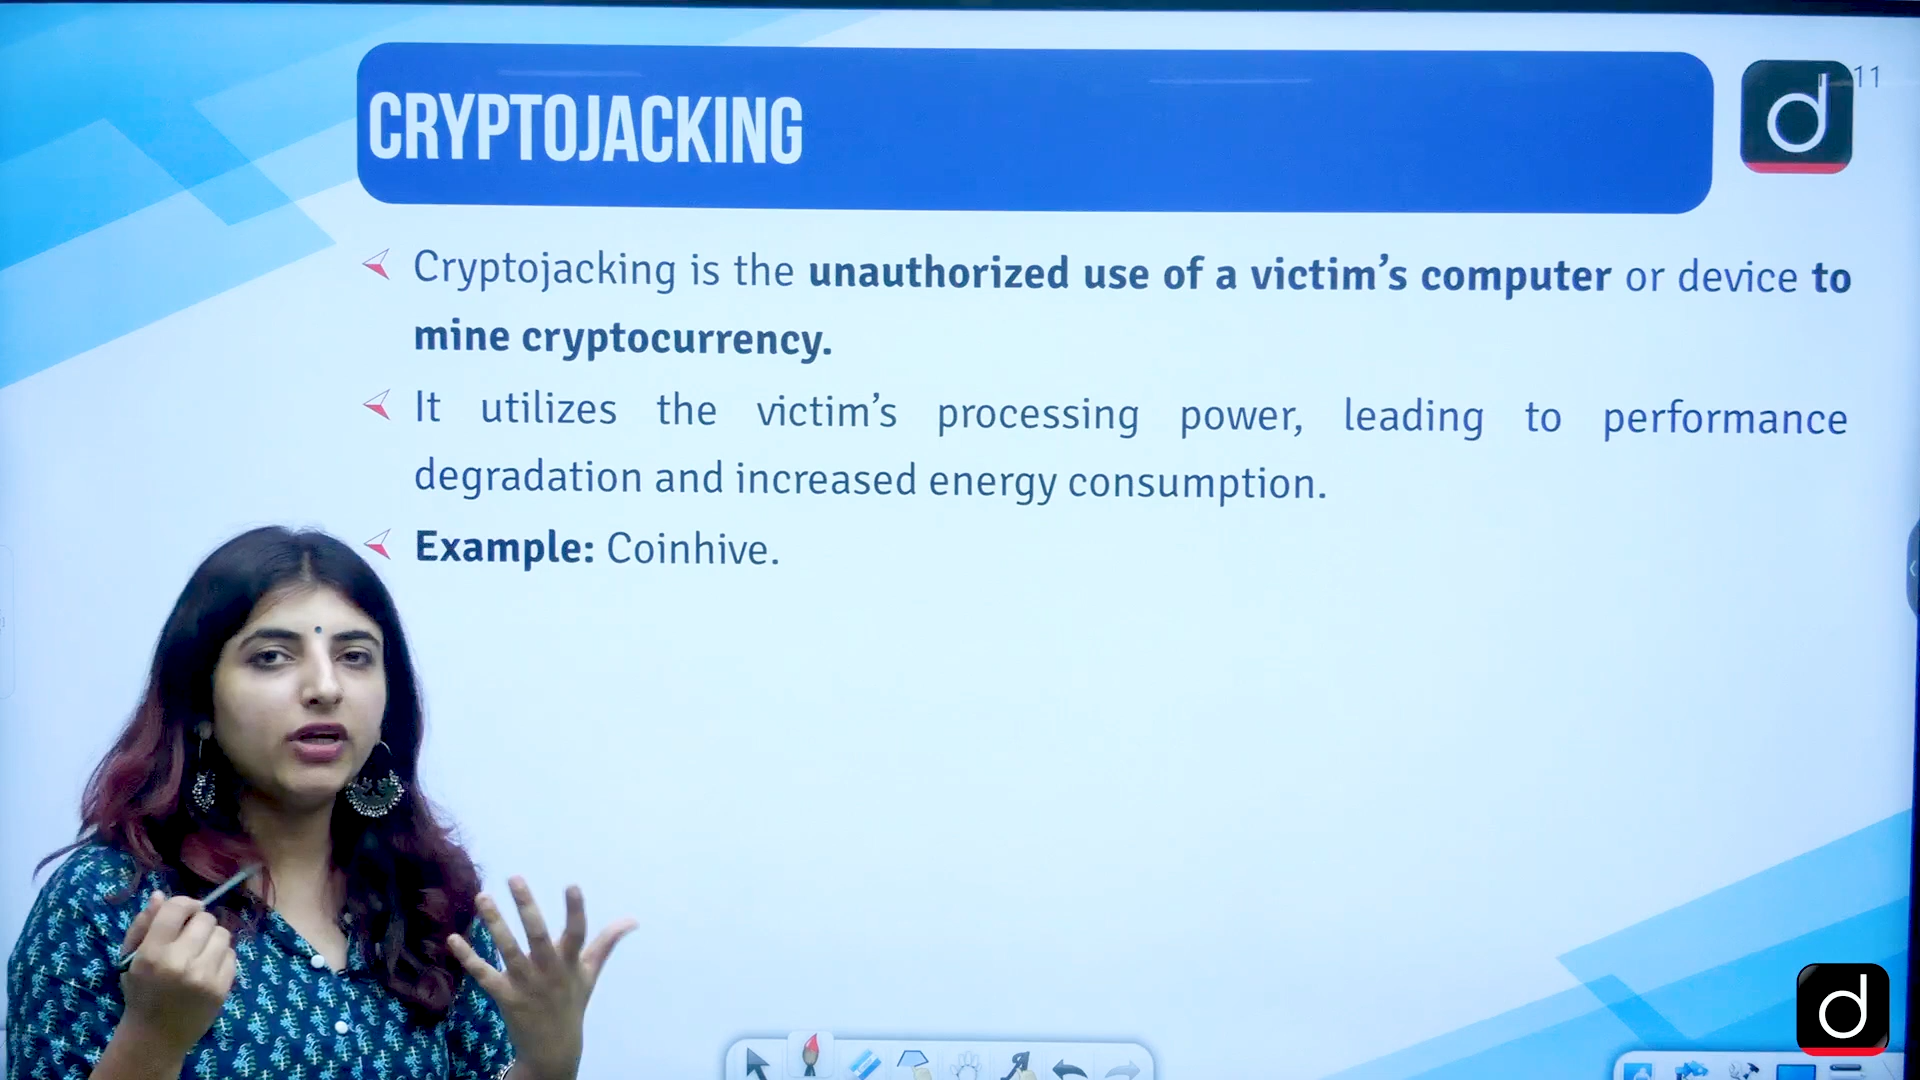 CRYPTOJACKING
d
11
Cryptojacking is the unauthorized use of a victim’s computer or device to
mine cryptocurrency.
It utilizes the victim’s processing power, leading to performance
degradation and increased energy consumption.
Example: Coinhive.
d